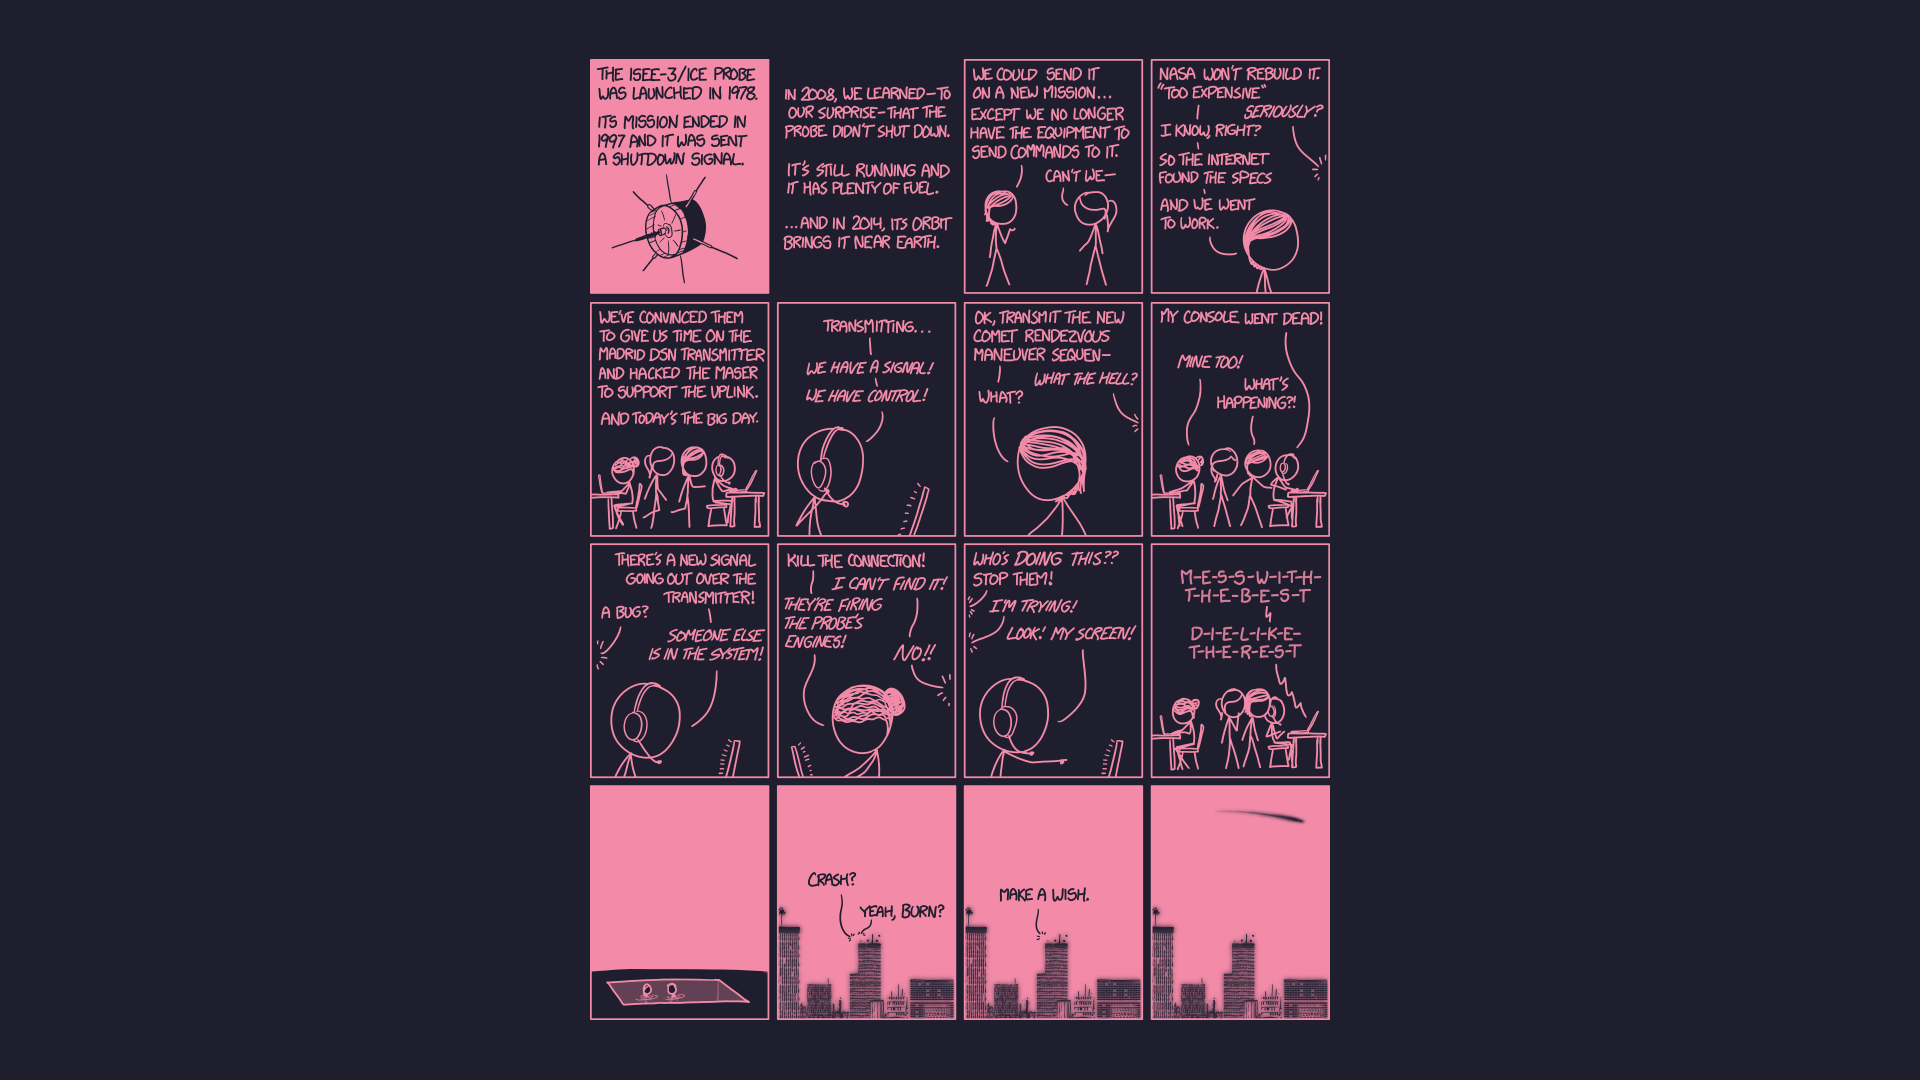 THE ISEE-3/ICE PROBE
WAS LAUNCHED IN 1978.
ITS MISSION ENDED IN
1997 AND IT WAS SENT
A SHUTDOWN SIGNAL.
IN 2008, WE LEARNED—TO
OUR SURPRISE—THAT THE
PROBE DIDN'T SHUT DOWN.
IT'S STILL RUNNING AND
IT HAS PLENTY OF FUEL.
...AND IN 2014, ITS ORBIT
BRINGS IT NEAR EARTH.
WE COULD SEND IT
ON A NEW MISSION...
EXCEPT WE NO LONGER
HAVE THE EQUIPMENT TO
SEND COMMANDS TO IT.
CAN'T WE—
NASA WON'T REBUILD IT.
"TOO EXPENSIVE"
SERIOUSLY?
I KNOW, RIGHT?
SO THE INTERNET
FOUND THE SPECS
AND WE WENT
TO WORK.
WE'VE CONVINCED THEM
TO GIVE US TIME ON THE
MADRID DSN TRANSMITTER
AND HACKED THE MASER
TO SUPPORT THE UPLINK.
AND TODAY'S THE BIG DAY.
TRANSMITTING...
WE HAVE A SIGNAL!
WE HAVE CONTROL!
OK, TRANSMIT THE NEW
COMET RENDEZVOUS
MANEUVER SEQUEN—
WHAT THE HELL?
WHAT?
MY CONSOLE WENT DEAD!
MINE TOO!
WHAT'S
HAPPENING?!
THERE'S A NEW SIGNAL
GOING OUT OVER THE
TRANSMITTER!
A BUG?
SOMEONE ELSE
IS IN THE SYSTEM!
KILL THE CONNECTION!
I CAN'T FIND IT!
THEY'RE FIRING
THE PROBE'S
ENGINES!
NO!!
WHO'S DOING THIS??
STOP THEM!
I'M TRYING!
LOOK! MY SCREEN!
M-E-S-S-W-I-T-H-
T-H-E-B-E-S-T
D-I-E-L-I-K-E-
T-H-E-R-E-S-T
CRASH?
YEAH, BURN?
MAKE A WISH.